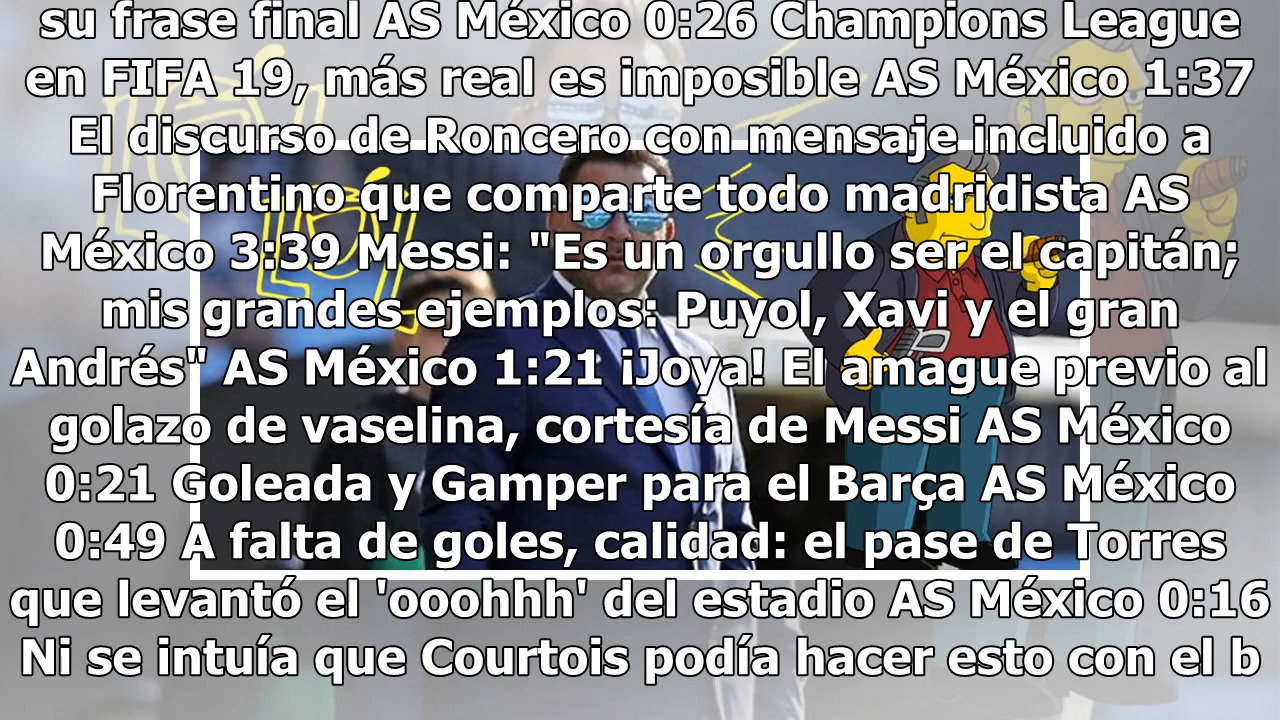 su frase final AS México 0:26 Champions League
en FIFA 19, más real es imposible AS México 1:37
El discurso de Roncero con mensaje incluido a
Florentino que comparte todo madridista AS
México 3:39 Messi: "Es un orgullo ser el capitán;
mis grandes ejemplos: Puyol, Xavi y el gran
Andrés" AS México 1:21 ¡Joya! El amague previo al
golazo de vaselina, cortesía de Messi AS México
0:21 Goleada y Gamper para el Barça AS México
0:49 A falta de goles, calidad: el pase de Torres
que levantó el 'ooohhh' del estadio AS México 0:16
Ni se intuía que Courtois podía hacer esto con el b